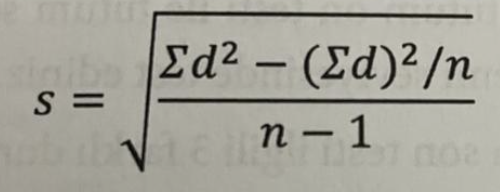 s = √((Σd² − (Σd)²/n)/(n − 1))